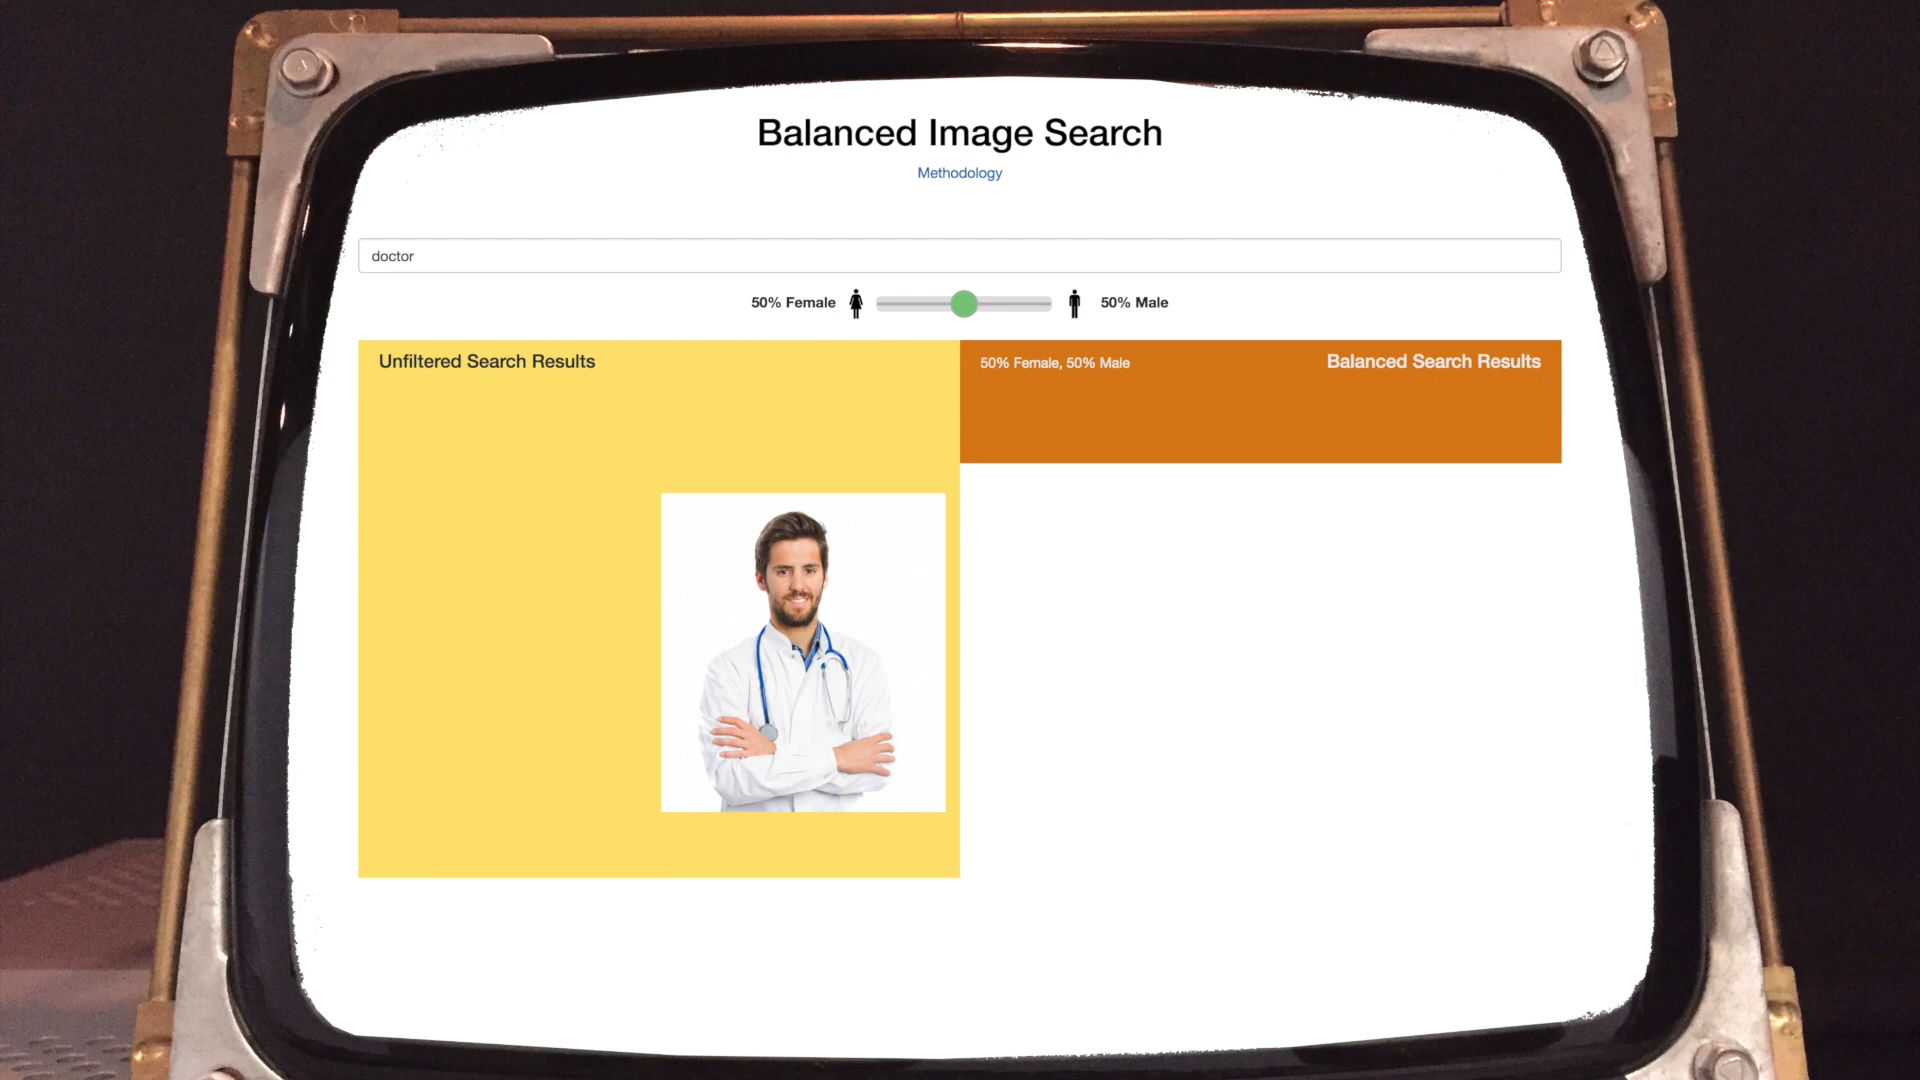 Balanced Image Search
Methodology
doctor
50% Female
50% Male
Unfiltered Search Results
50% Female, 50% Male
Balanced Search Results